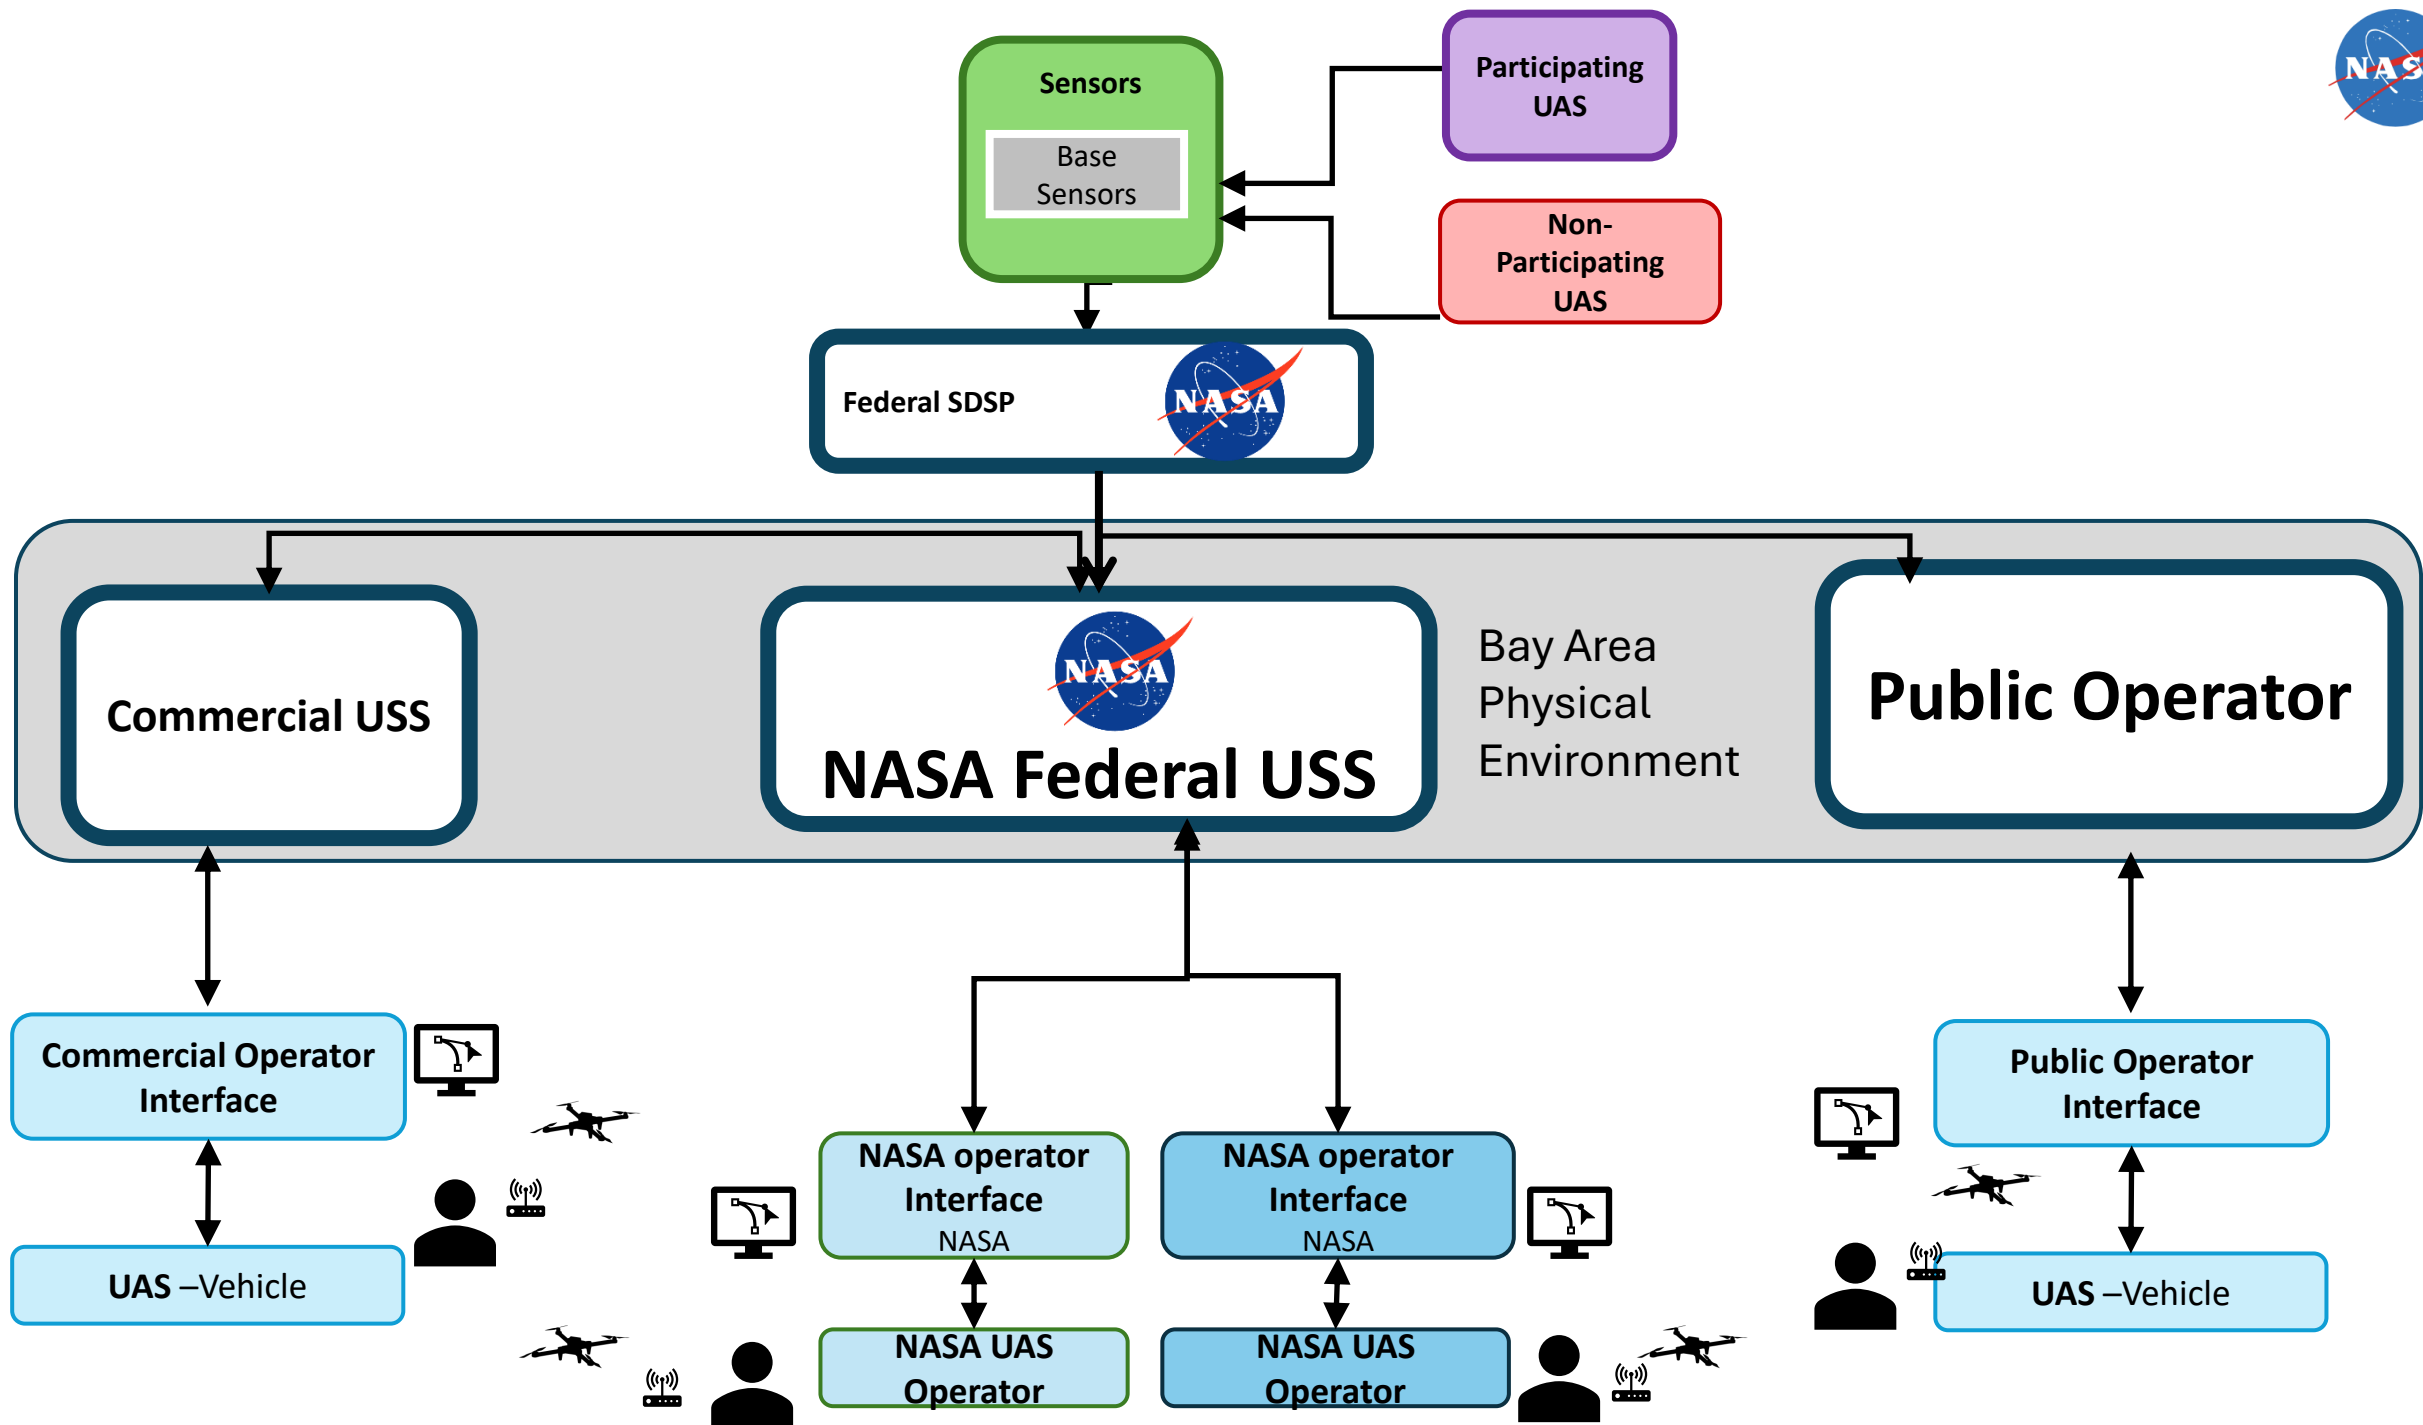 Sensors
Base
Sensors
Participating
UAS
NAS
Non-
Participating
UAS
Federal SDSP
NASA
Commercial USS
NASA
NASA Federal USS
Bay Area
Physical
Environment
Public Operator
Commercial Operator
Interface
UAS –Vehicle
NASA operator
Interface
NASA
NASA UAS
Operator
NASA operator
Interface
NASA
NASA UAS
Operator
Public Operator
Interface
UAS –Vehicle